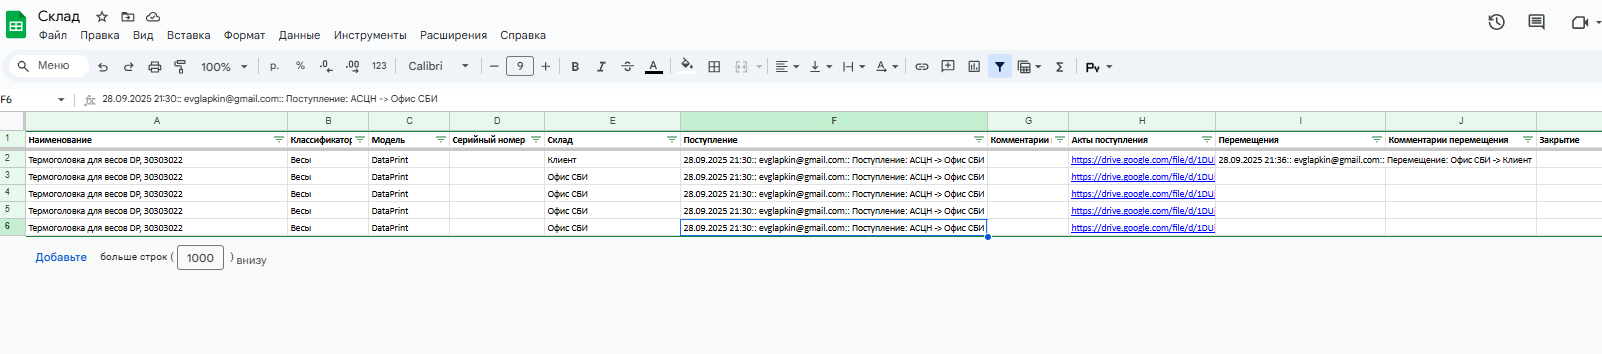 Склад
Файл Правка Вид Вставка Формат Данные Инструменты Расширения Справка
Меню 100% р. % .0 .00 123 Calibri 9 B I A Σ Py
F6 fx 28.09.2025 21:30:: evglapkin@gmail.com:: Поступление: АСЦН -> Офис СБИ
A B C D E F G H I J
1 Наименование Классификатор Модель Серийный номер Склад Поступление Комментарии Акты поступления Перемещения Комментарии перемещения Закрытие
2 Термоголовка для весов DP, 30303022 Весы DataPrint Клиент 28.09.2025 21:30:: evglapkin@gmail.com:: Поступление: АСЦН -> Офис СБИ https://drive.google.com/file/d/1DU 28.09.2025 21:36:: evglapkin@gmail.com:: Перемещение: Офис СБИ -> Клиент
3 Термоголовка для весов DP, 30303022 Весы DataPrint Офис СБИ 28.09.2025 21:30:: evglapkin@gmail.com:: Поступление: АСЦН -> Офис СБИ https://drive.google.com/file/d/1DU
4 Термоголовка для весов DP, 30303022 Весы DataPrint Офис СБИ 28.09.2025 21:30:: evglapkin@gmail.com:: Поступление: АСЦН -> Офис СБИ https://drive.google.com/file/d/1DU
5 Термоголовка для весов DP, 30303022 Весы DataPrint Офис СБИ 28.09.2025 21:30:: evglapkin@gmail.com:: Поступление: АСЦН -> Офис СБИ https://drive.google.com/file/d/1DU
6 Термоголовка для весов DP, 30303022 Весы DataPrint Офис СБИ 28.09.2025 21:30:: evglapkin@gmail.com:: Поступление: АСЦН -> Офис СБИ https://drive.google.com/file/d/1DU
Добавьте больше строк ( 1000 ) внизу